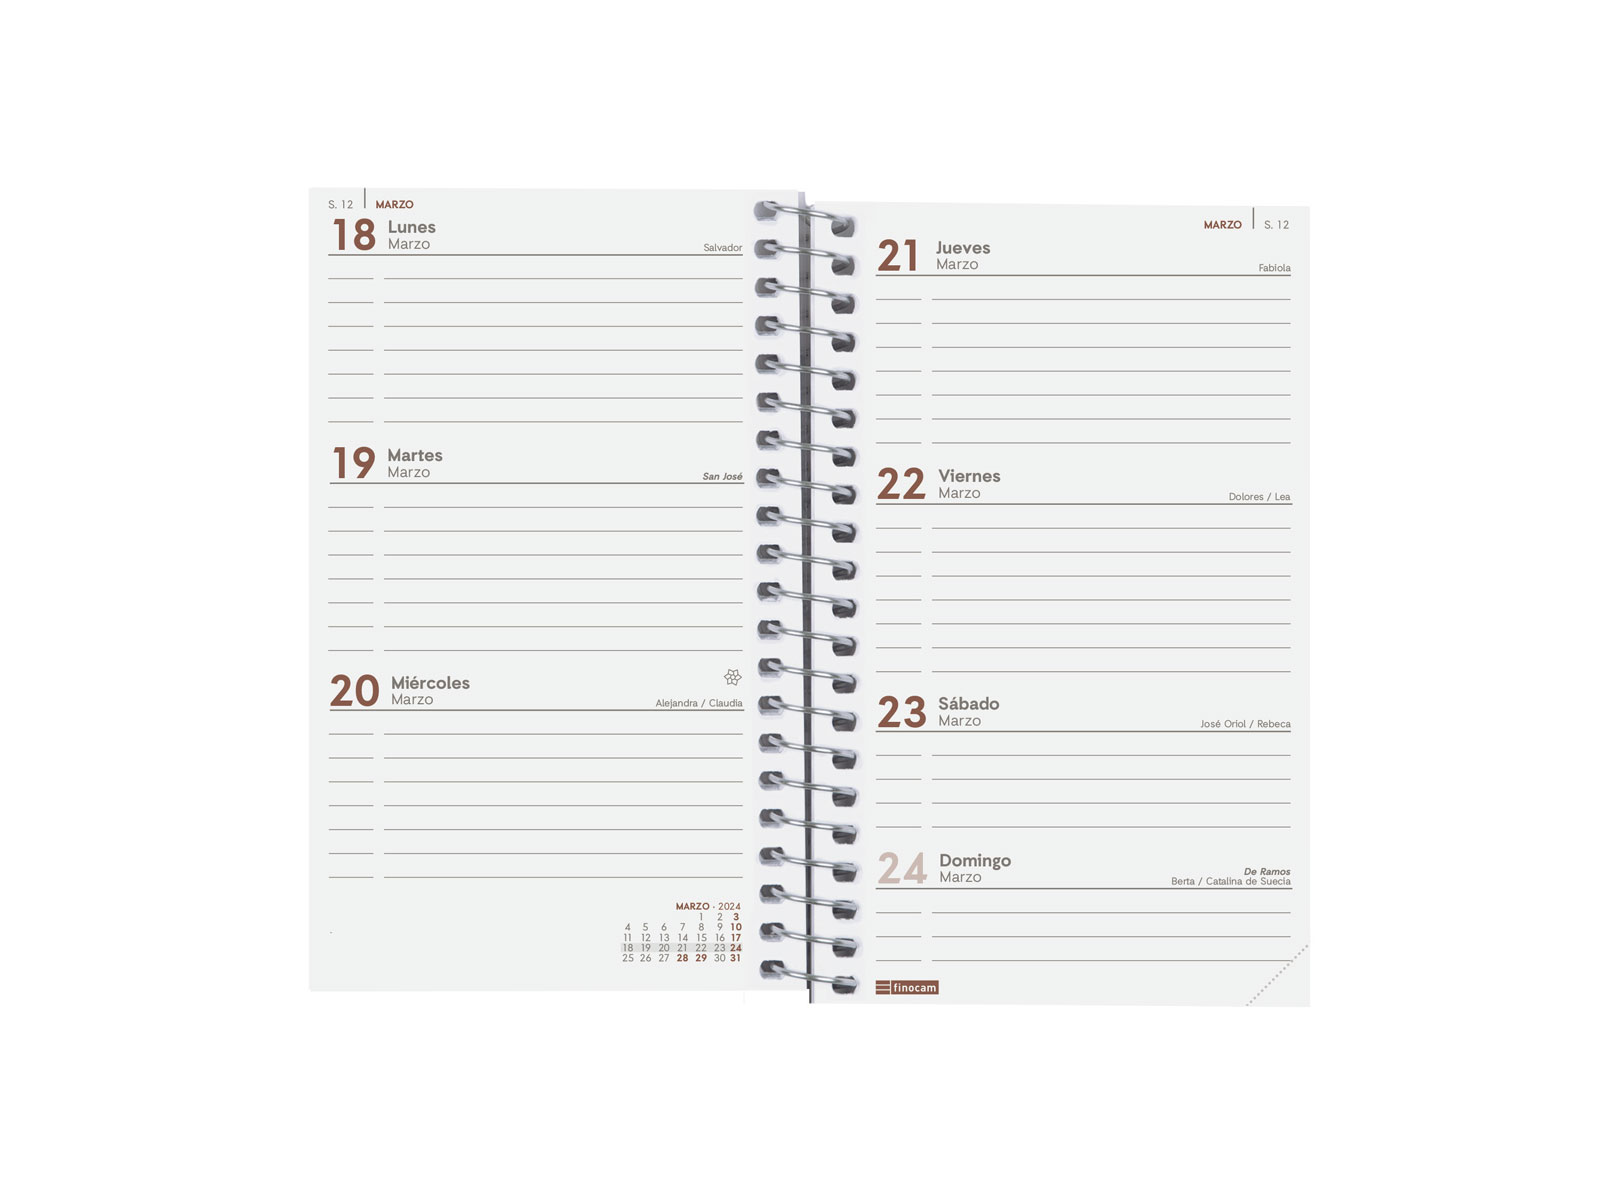 S. 12 MARZO
18 Lunes
Marzo
Salvador
19 Martes
Marzo
San José
20 Miércoles
Marzo
Alejandra / Claudia
MARZO - 2024
1 2 3
4 5 6 7 8 9 10
11 12 13 14 15 16 17
18 19 20 21 22 23 24
25 26 27 28 29 30 31
MARZO S. 12
21 Jueves
Marzo
Fabiola
22 Viernes
Marzo
Dolores / Lea
23 Sábado
Marzo
José Oriol / Rebeca
24 Domingo
Marzo
De Ramos
Berta / Catalina de Suecia
finocam